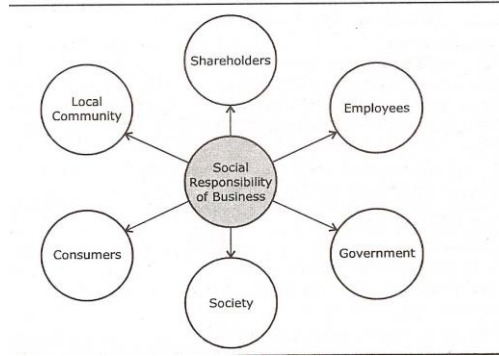 Shareholders
Local
Community
Employees
Social
Responsibility
of Business
Consumers
Government
Society